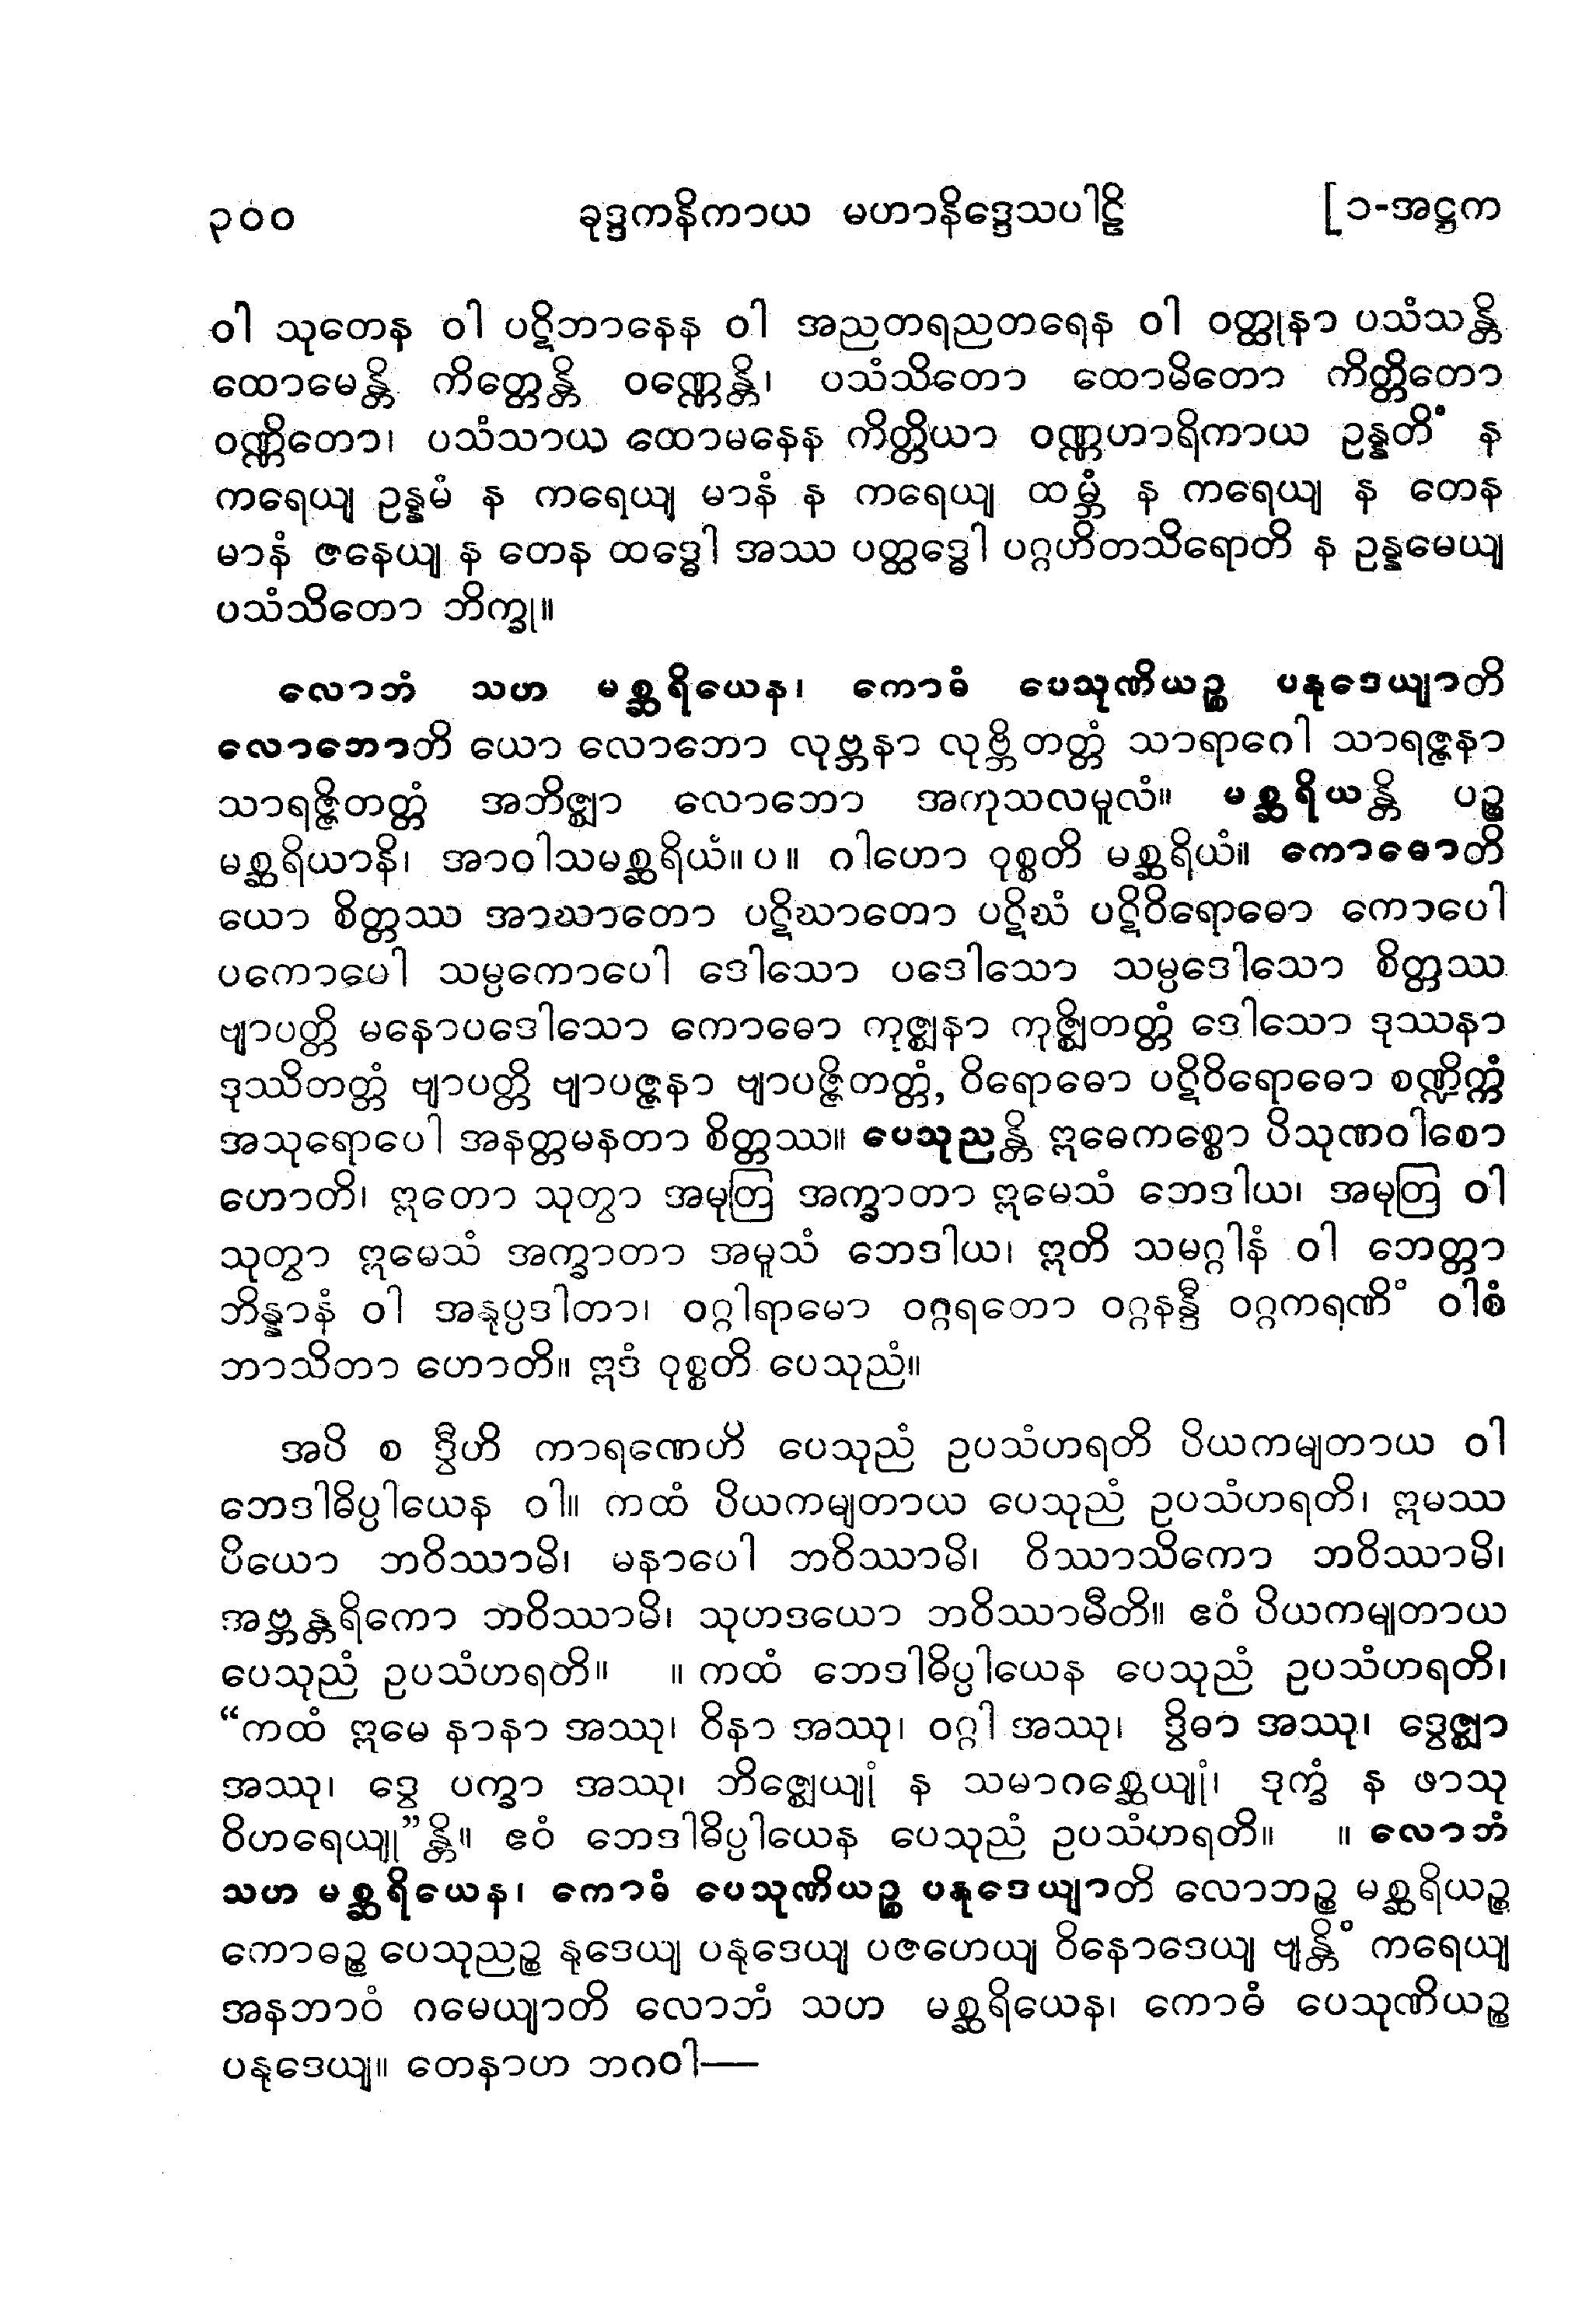 ၃၀၀ ခုဒ္ဒကနိကာယ မဟာနိဒ္ဒေသပါဠိ [၁-အဋ္ဌက
ဝါ သုတေန ဝါ ပဋိဘာနေန ဝါ အညတရညတရေန ဝါ ဝတ္ထုနာ ပသံသန္တိ
ထောမေန္တိ ကိတ္တေန္တိ ဝဏ္ဏေန္တိ၊ ပသံသိတော ထောမိတော ကိတ္တိတော
ဝဏ္ဏိတော၊ ပသံသာယ ထောမနေန ကိတ္တိယာ ဝဏ္ဏဟာရိကာယ ဥန္နတိံ န
ကရေယျ ဥန္နမံ န ကရေယျ မာနံ န ကရေယျ ထမ္ဘံ န ကရေယျ န တေန
မာနံ ဇနေယျ န တေန ထဒ္ဓေါ အဿ ပတ္ထဒ္ဓေါ ပဂ္ဂဟိတသိရောတိ န ဥန္နမေယျ
ပသံသိတော ဘိက္ခု။
လောဘံ သဟ မစ္ဆရိယေန၊ ကောဓံ ပေသုဏိယဉ္စ ပနုဒေယျာတိ
လောဘောတိ ယော လောဘော လုဗ္ဘနာ လုဗ္ဘိတတ္တံ သာရာဂေါ သာရဇ္ဇနာ
သာရဇ္ဇိတတ္တံ အဘိဇ္ဈာ လောဘော အကုသလမူလံ။ မစ္ဆရိယန္တိ ပဉ္စ
မစ္ဆရိယာနိ၊ အာဝါသမစ္ဆရိယံ။ပ။ ဂါဟော ဝုစ္စတိ မစ္ဆရိယံ။ ကောဓောတိ
ယော စိတ္တဿ အာဃာတော ပဋိဃာတော ပဋိဃံ ပဋိဝိရောဓော ကောပေါ
ပကောပေါ သမ္ပကောပေါ ဒေါသော ပဒေါသော သမ္ပဒေါသော စိတ္တဿ
ဗျာပတ္တိ မနောပဒေါသော ကောဓော ကုဇ္ဈနာ ကုဇ္ဈိတတ္တံ ဒေါသော ဒုဿနာ
ဒုဿိတတ္တံ ဗျာပတ္တိ ဗျာပဇ္ဇနာ ဗျာပဇ္ဇိတတ္တံ, ဝိရောဓော ပဋိဝိရောဓော စဏ္ဍိက္ကံ
အသုရောပေါ အနတ္တမနတာ စိတ္တဿ။ ပေသုညန္တိ ဣဓေကစ္စော ပိသုဏဝါစော
ဟောတိ၊ ဣတော သုတွာ အမုတြ အက္ခာတာ ဣမေသံ ဘေဒါယ၊ အမုတြ ဝါ
သုတွာ ဣမေသံ အက္ခာတာ အမူသံ ဘေဒါယ၊ ဣတိ သမဂ္ဂါနံ ဝါ ဘေတ္တာ
ဘိန္နာနံ ဝါ အနုပ္ပဒါတာ၊ ဝဂ္ဂါရာမော ဝဂ္ဂရတော ဝဂ္ဂနန္ဒီ ဝဂ္ဂကရဏိံ ဝါစံ
ဘာသိတာ ဟောတိ။ ဣဒံ ဝုစ္စတိ ပေသုညံ။
အပိ စ ဒွီဟိ ကာရဏေဟိ ပေသုညံ ဥပသံဟရတိ ပိယကမျတာယ ဝါ
ဘေဒါဓိပ္ပါယေန ဝါ။ ကထံ ပိယကမျတာယ ပေသုညံ ဥပသံဟရတိ၊ ဣမဿ
ပိယော ဘဝိဿာမိ၊ မနာပေါ ဘဝိဿာမိ၊ ဝိဿာသိကော ဘဝိဿာမိ၊
အဗ္ဘန္တရိကော ဘဝိဿာမိ၊ သုဟဒယော ဘဝိဿာမီတိ။ ဧဝံ ပိယကမျတာယ
ပေသုညံ ဥပသံဟရတိ။ ။ ကထံ ဘေဒါဓိပ္ပါယေန ပေသုညံ ဥပသံဟရတိ၊
“ကထံ ဣမေ နာနာ အဿု၊ ဝိနာ အဿု၊ ဝဂ္ဂါ အဿု၊ ဒွိဓာ အဿု၊ ဒွေဇ္ဈာ
အဿု၊ ဒွေ ပက္ခာ အဿု၊ ဘိဇ္ဇေယျုံ န သမာဂစ္ဆေယျုံ၊ ဒုက္ခံ န ဖာသု
ဝိဟရေယျု”န္တိ။ ဧဝံ ဘေဒါဓိပ္ပါယေန ပေသုညံ ဥပသံဟရတိ။ ။ လောဘံ
သဟ မစ္ဆရိယေန၊ ကောဓံ ပေသုဏိယဉ္စ ပနုဒေယျာတိ လောဘဉ္စ မစ္ဆရိယဉ္စ
ကောဓဉ္စ ပေသုညဉ္စ နုဒေယျ ပနုဒေယျ ပဇဟေယျ ဝိနောဒေယျ ဗျန္တိံ ကရေယျ
အနဘာဝံ ဂမေယျာတိ လောဘံ သဟ မစ္ဆရိယေန၊ ကောဓံ ပေသုဏိယဉ္စ
ပနုဒေယျ။ တေနာဟ ဘဂဝါ—